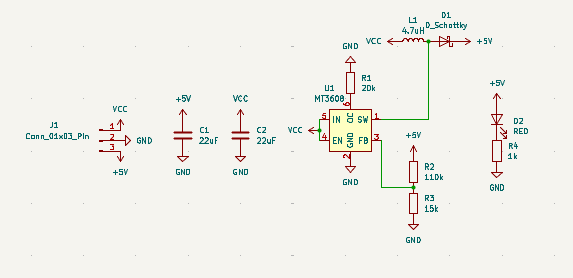 L1
4.7uH
D1
D_Schottky
VCC
+5V
GND
R1
20k
U1
MT3608
6
5
IN
OC
SW
1
VCC
4
EN
GND
FB
3
2
GND
J1
Conn_01x03_Pin
VCC
1
2
GND
3
+5V
+5V
C1
22uF
GND
VCC
C2
22uF
GND
+5V
R2
110k
R3
15k
GND
+5V
D2
RED
R4
1k
GND